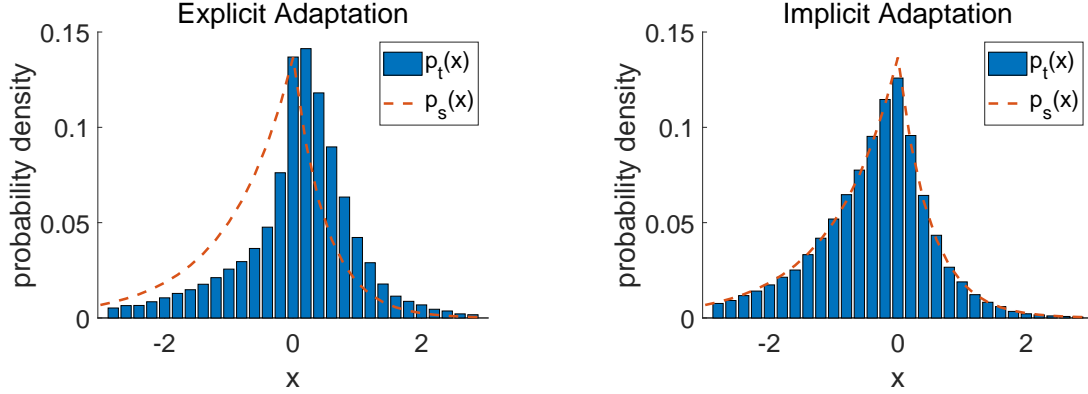 Explicit Adaptation
0.15
0.1
0.05
0
probability density
-2
0
2
x
p_t(x)
p_s(x)
Implicit Adaptation
0.15
0.1
0.05
0
probability density
-2
0
2
x
p_t(x)
p_s(x)